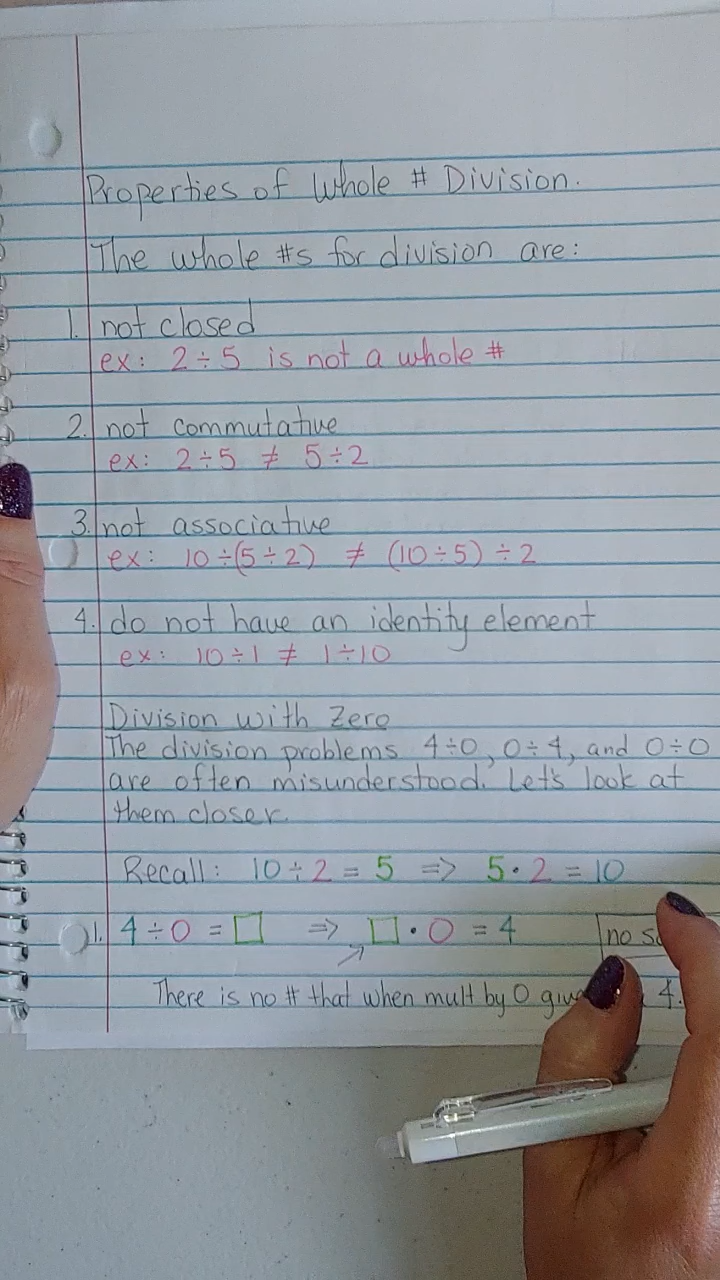 Properties of Whole # Division.
The whole #s for division are:
1. not closed
ex: 2÷5 is not a whole #
2. not commutative
ex: 2÷5 ≠ 5÷2
3. not associative
ex: 10÷(5÷2) ≠ (10÷5)÷2
4. do not have an identity element
ex: 10÷1 ≠ 1÷10
Division with Zero
The division problems 4÷0, 0÷4, and 0÷0
are often misunderstood. Let's look at
them closer.
Recall: 10÷2 = 5 => 5·2 = 10
1. 4÷0 = □ => □·0 = 4 no
There is no # that when mult by 0 4.